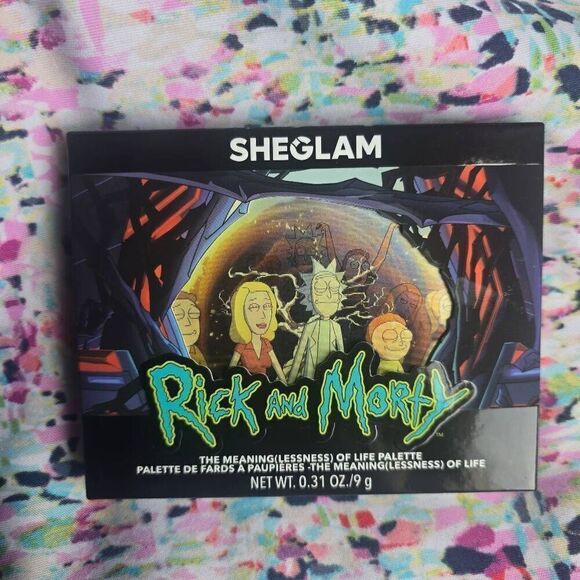 SHEGLAM
RICK AND MORTY
THE MEANING(LESSNESS) OF LIFE PALETTE
PALETTE DE FARDS À PAUPIÈRES -THE MEANING(LESSNESS) OF LIFE
NET WT. 0.31 OZ./9 g